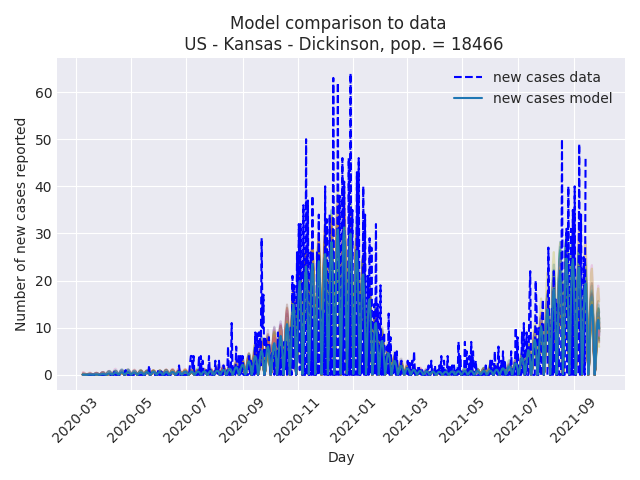 Model comparison to data
US - Kansas - Dickinson, pop. = 18466
new cases data
new cases model
Number of new cases reported
60
50
40
30
20
10
0
2020-03
2020-05
2020-07
2020-09
2020-11
2021-01
2021-03
2021-05
2021-07
2021-09
Day